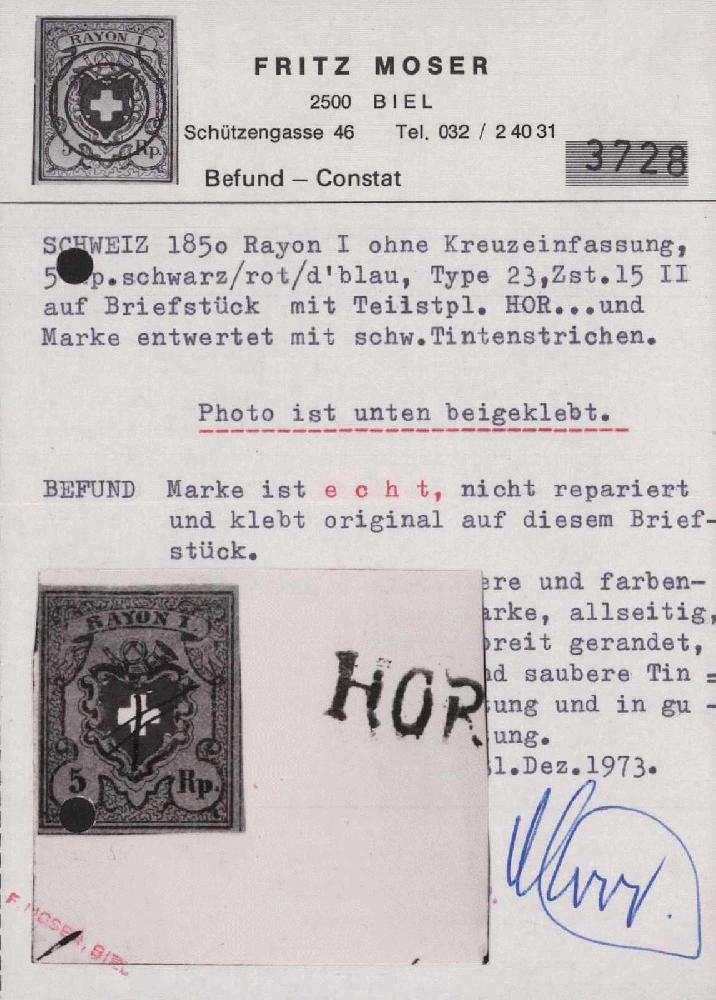 RAYON I
5 Rp.
FRITZ MOSER
2500 BIEL
Schützengasse 46 Tel. 032 / 2 40 31
Befund – Constat
3728
SCHWEIZ 185o Rayon I ohne Kreuzeinfassung,
5 p.schwarz/rot/d'blau, Type 23,Zst.15 II
auf Briefstück mit Teilstpl. HOR...und
Marke entwertet mit schw.Tintenstrichen.
Photo ist unten beigeklebt.
BEFUND Marke ist e c h t, nicht repariert
und klebt original auf diesem Brief-
stück.
ere und farben-
arke, allseitig,
breit gerandet,
nd saubere Tin =
sung und in gu -
ung.
1.Dez.1973.
RAYON I.
5 Rp.
HOR
F. MOSER, BIEL